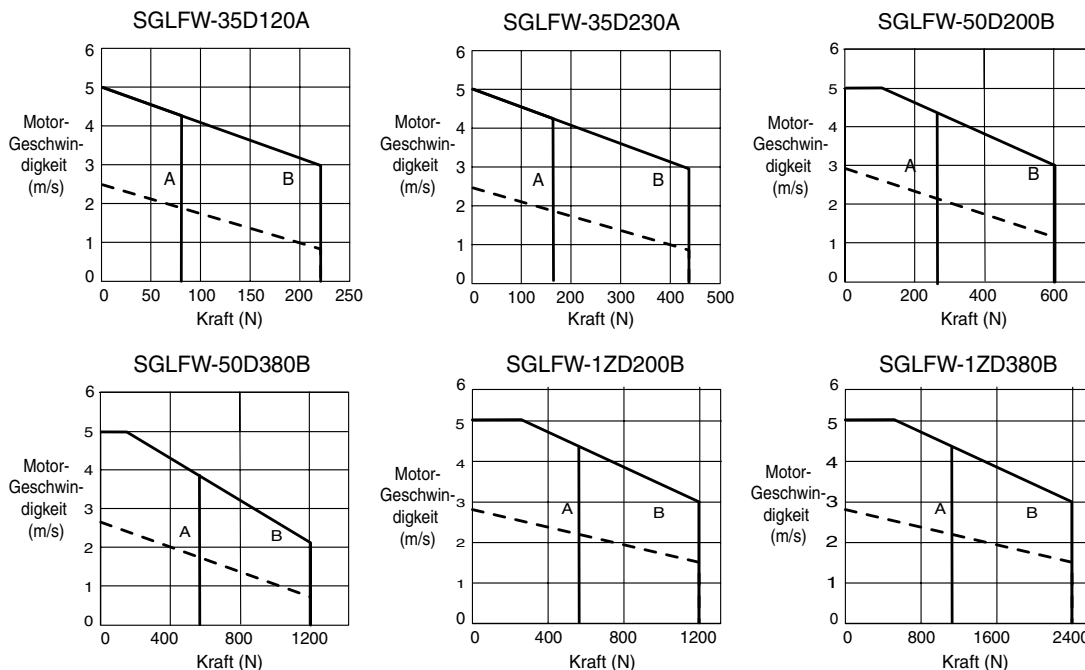 SGLFW-35D120A
6
5
4
3
2
1
0
Motor-
Geschwin-
digkeit
(m/s)
A
B
0 50 100 150 200 250
Kraft (N)
SGLFW-35D230A
6
5
4
3
2
1
0
Motor-
Geschwin-
digkeit
(m/s)
A
B
0 100 200 300 400 500
Kraft (N)
SGLFW-50D200B
6
5
4
3
2
1
0
Motor-
Geschwin-
digkeit
(m/s)
A
B
0 200 400 600
Kraft (N)
SGLFW-50D380B
6
5
4
3
2
1
0
Motor-
Geschwin-
digkeit
(m/s)
A
B
0 400 800 1200
Kraft (N)
SGLFW-1ZD200B
6
5
4
3
2
1
0
Motor-
Geschwin-
digkeit
(m/s)
A
B
0 400 800 1200
Kraft (N)
SGLFW-1ZD380B
6
5
4
3
2
1
0
Motor-
Geschwin-
digkeit
(m/s)
A
B
0 800 1600 2400
Kraft (N)